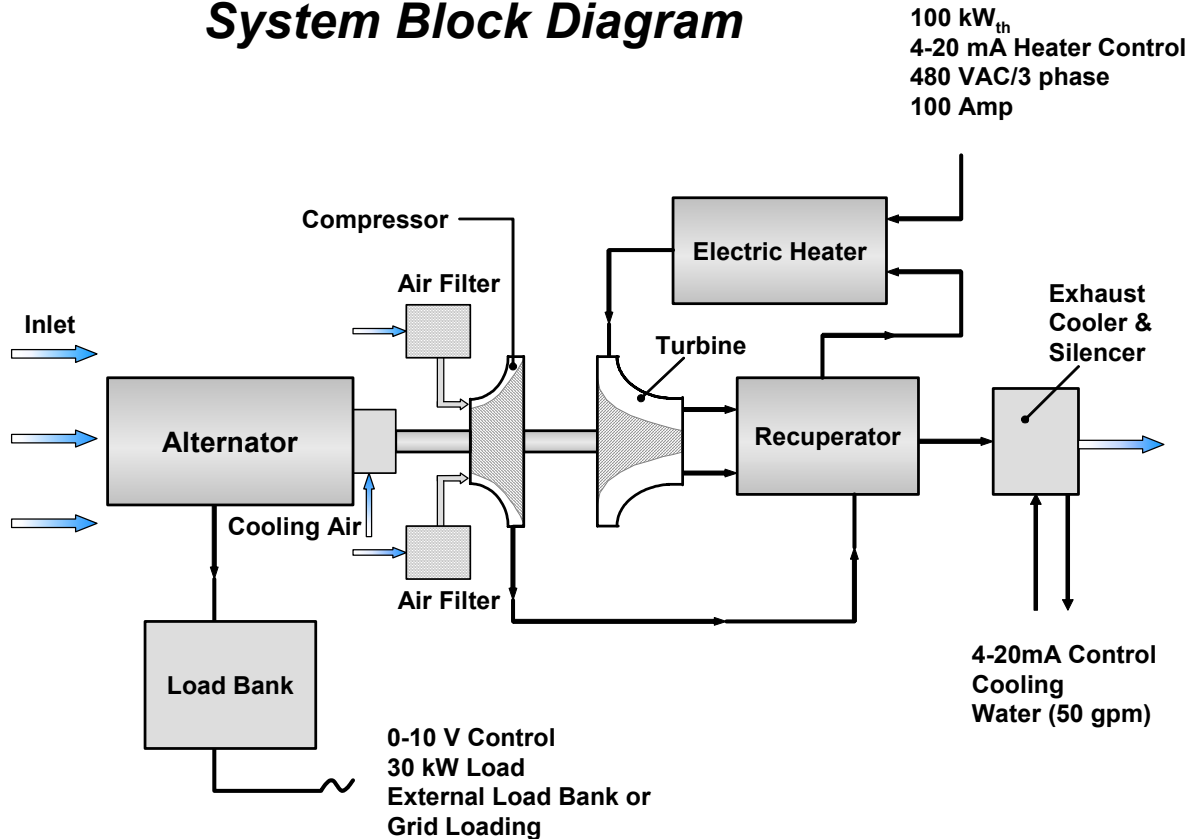 System Block Diagram
100 kWth
4-20 mA Heater Control
480 VAC/3 phase
100 Amp
Compressor
Electric Heater
Air Filter
Exhaust
Cooler &
Silencer
Inlet
Turbine
Alternator
Recuperator
Cooling Air
Air Filter
Load Bank
4-20mA Control
Cooling
Water (50 gpm)
0-10 V Control
30 kW Load
External Load Bank or
Grid Loading